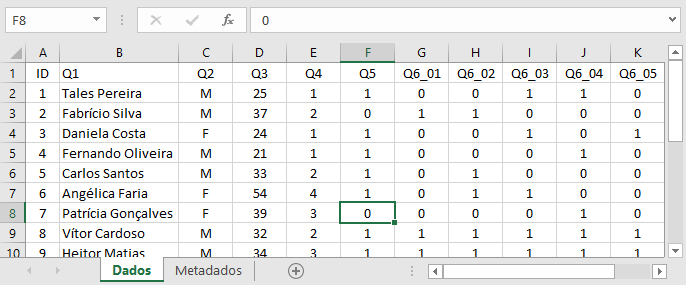 F8 0
A B C D E F G H I J K
1 ID Q1 Q2 Q3 Q4 Q5 Q6_01 Q6_02 Q6_03 Q6_04 Q6_05
2 1 Tales Pereira M 25 1 1 0 0 1 1 0
3 2 Fabrício Silva M 37 2 0 1 1 0 0 0
4 3 Daniela Costa F 24 1 1 0 0 1 0 1
5 4 Fernando Oliveira M 21 1 1 0 0 0 1 0
6 5 Carlos Santos M 33 2 1 0 1 0 0 0
7 6 Angélica Faria F 54 4 1 0 1 1 0 0
8 7 Patrícia Gonçalves F 39 3 0 0 0 0 1 0
9 8 Vítor Cardoso M 32 2 1 1 1 1 1 1
10 9 Heitor Matias M 34 3 1 1 1 1 1 1
Dados Metadados